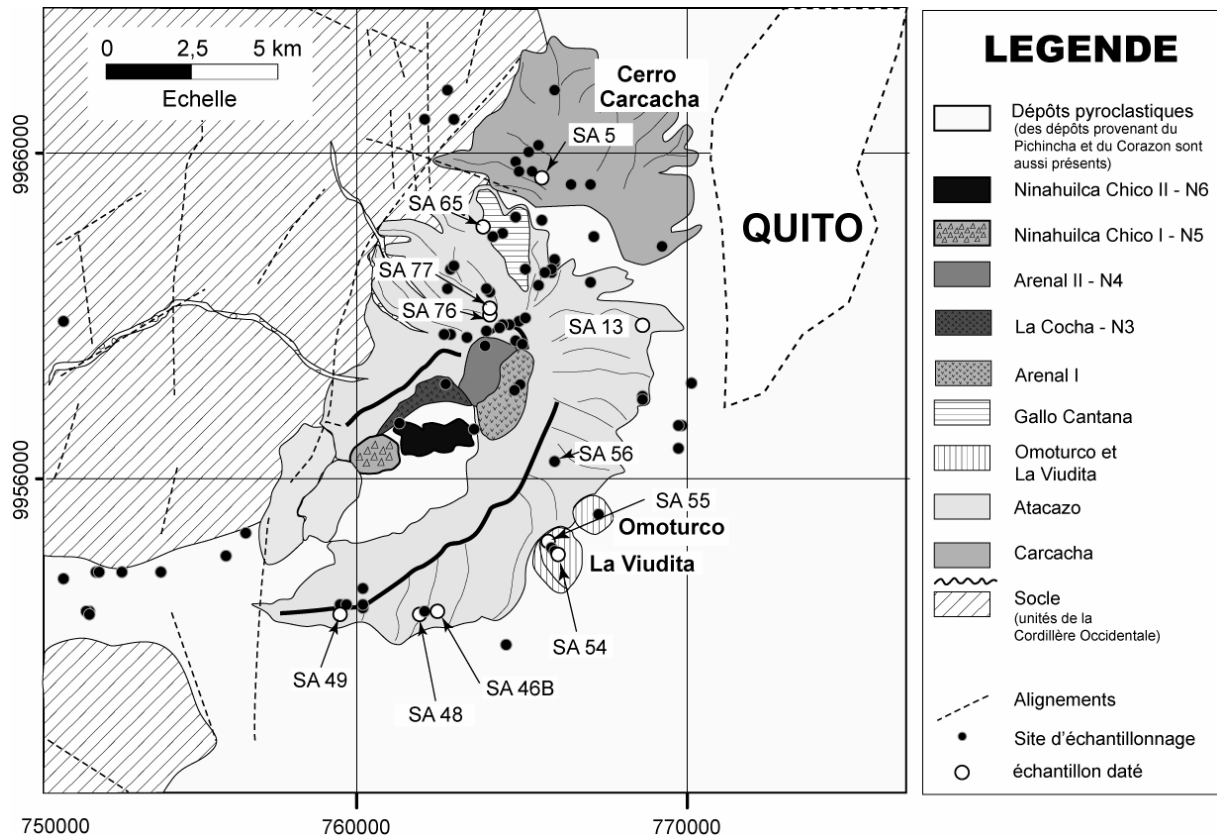 0 2,5 5 km
Echelle
Cerro
Carcacha
SA 5
SA 65
QUITO
SA 77
SA 76
SA 13
SA 56
SA 55
Omoturco
La Viudita
SA 54
SA 49
SA 46B
SA 48
9966000
9956000
750000
760000
770000
LEGENDE
Dépôts pyroclastiques
(des dépôts provenant du
Pichincha et du Corazon sont
aussi présents)
Ninahuilca Chico II - N6
Ninahuilca Chico I - N5
Arenal II - N4
La Cocha - N3
Arenal I
Gallo Cantana
Omoturco et
La Viudita
Atacazo
Carcacha
Socle
(unités de la
Cordillère Occidentale)
Alignements
Site d'échantillonnage
échantillon daté